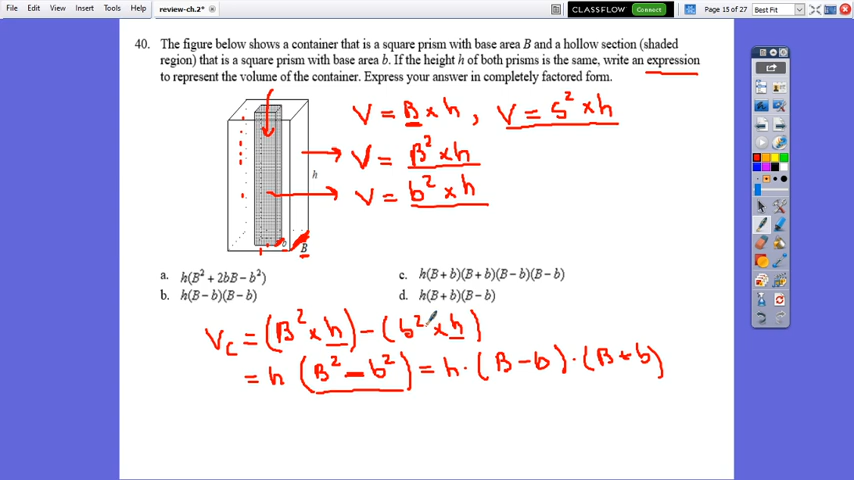 File View Insert Tools Help
review-ch.2*
CLASSFLOW Connect
Page 15 of 27
Best Fit
40. The figure below shows a container that is a square prism with base area B and a hollow section (shaded
region) that is a square prism with base area b. If the height h of both prisms is the same, write an expression
to represent the volume of the container. Express your answer in completely factored form.
V = B × h , V = S² × h
V = B² × h
h
V = b² × h
b
B
a. h(B² + 2bB – b²)
c. h(B + b)(B + b)(B – b)(B – b)
b. h(B – b)(B – b)
d. h(B + b)(B – b)
Vc = (B² × h) – (b² × h)
= h (B² – b²) = h · (B – b) · (B + b)